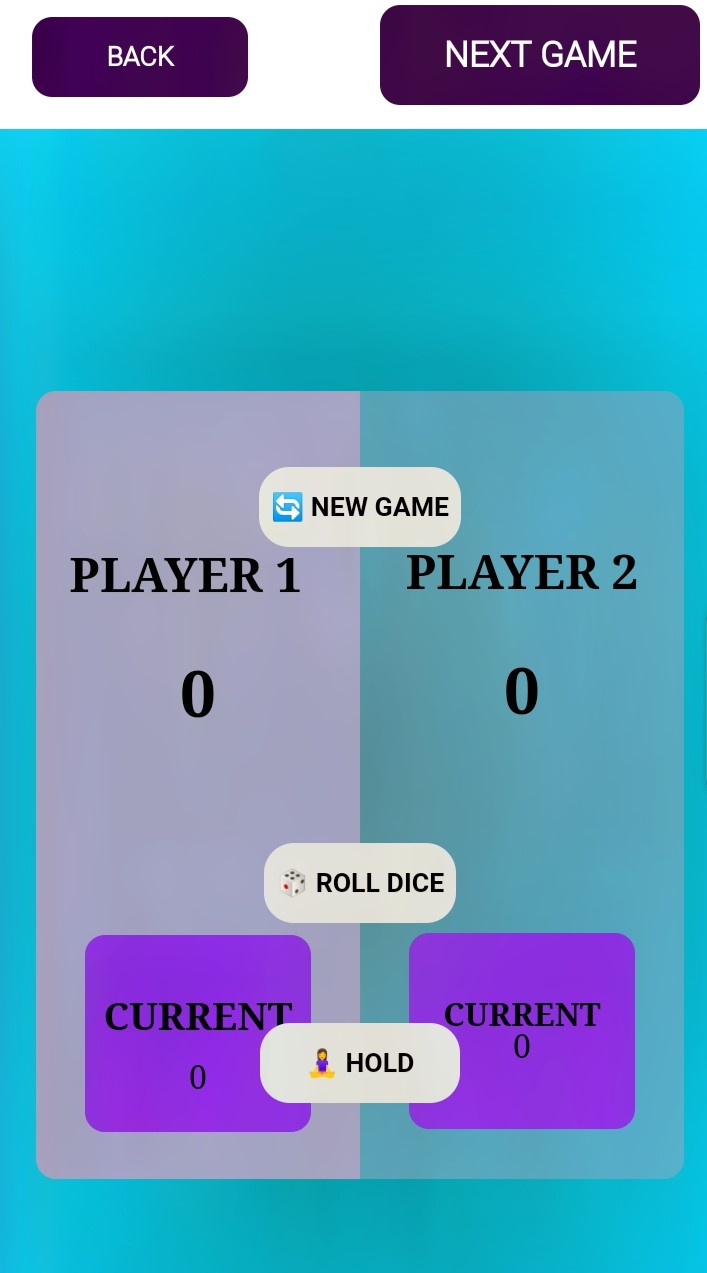 BACK
NEXT GAME
🔄 NEW GAME
PLAYER 1
PLAYER 2
0
0
🎲 ROLL DICE
CURRENT
CURRENT
0
0
🧘‍♀️ HOLD